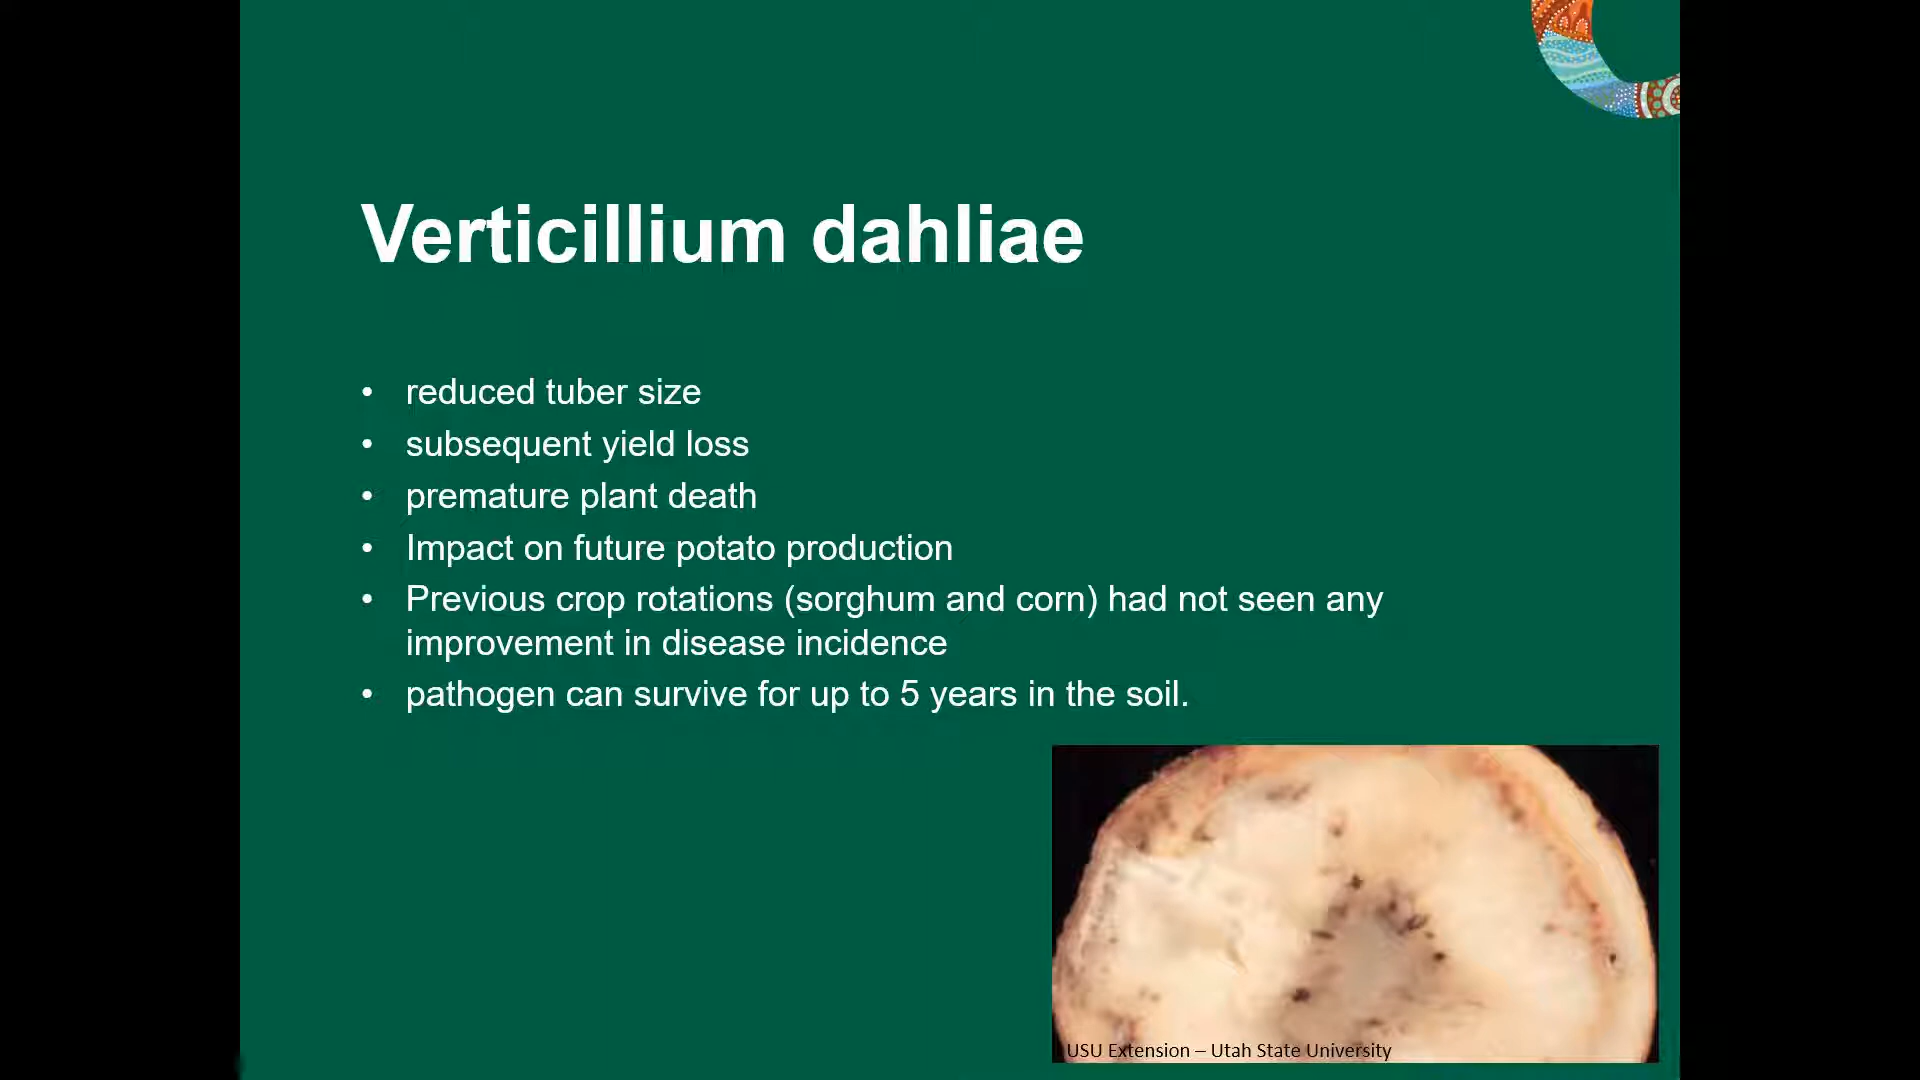 Verticillium dahliae
• reduced tuber size
• subsequent yield loss
• premature plant death
• Impact on future potato production
• Previous crop rotations (sorghum and corn) had not seen any
improvement in disease incidence
• pathogen can survive for up to 5 years in the soil.
USU Extension – Utah State University